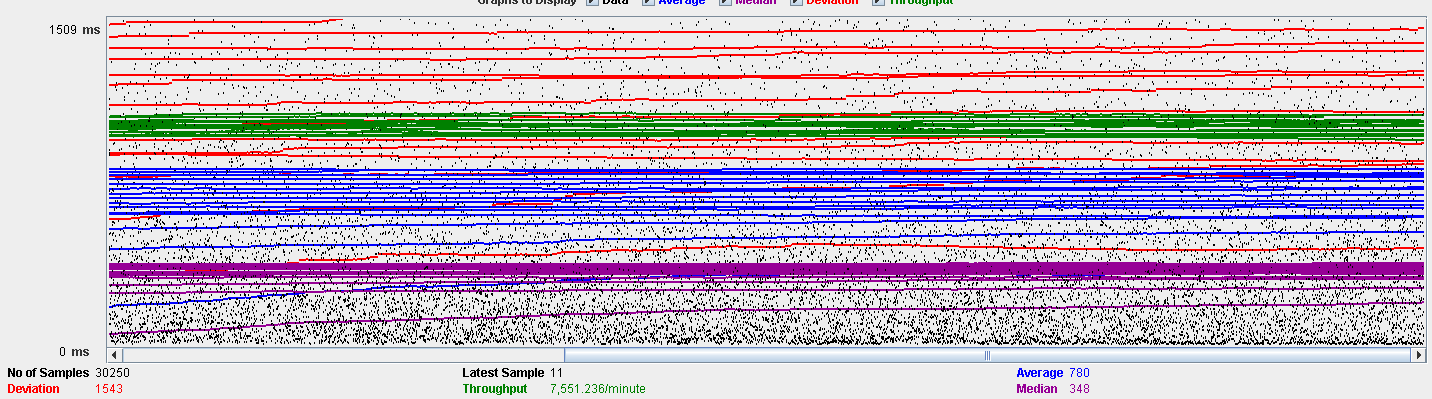 Graphs to Display Data Average Median Deviation Throughput
1509 ms
0 ms
No of Samples 30250 Latest Sample 11 Average 780
Deviation 1543 Throughput 7,551.236/minute Median 348